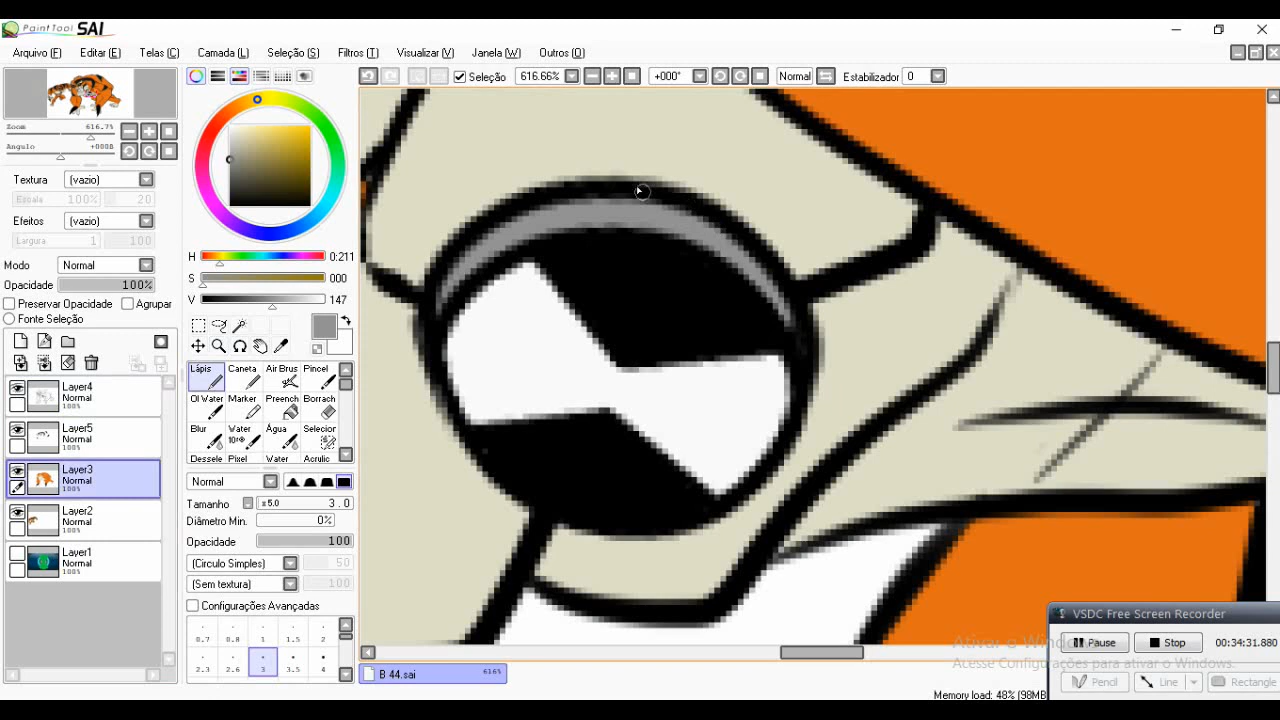 PaintTool SAI
Arquivo (F) Editar (E) Telas (C) Camada (L) Seleção (S) Filtros (T) Visualizar (V) Janela (W) Outros (O)
Seleção 616.66% +000° Normal Estabilizador 0
Zoom 616.7%
Angulo +000B
Textura (vazio)
Escala 100% 20
Efeitos (vazio)
Largura 1 100
Modo Normal
Opacidade 100%
Preservar Opacidade Agrupar
Fonte Seleção
Layer4
Normal
100%
Layer5
Normal
100%
Layer3
Normal
100%
Layer2
Normal
100%
Layer1
Normal
100%
H 0:211
S 000
V 147
Lápis Caneta Air Brus Pincel
Ol Water Marker Preench Borrach
Blur Water Água Selecior
10
Dessele Pixel Water Acrulic
Normal
Tamanho x 5.0 3.0
Diâmetro Min. 0%
Opacidade 100
(Circulo Simples) 50
(Sem textura) 100
Configurações Avançadas
0.7 0.8 1 1.5 2
2.3 2.6 3 3.5 4
B 44.sai 616%
VSDC Free Screen Recorder
Ativar o Windows
Pause Stop 00:34:31.880
Acesse Configurações para ativar o Windows.
Pencil Line Rectangle
Memory load: 48% (98MB